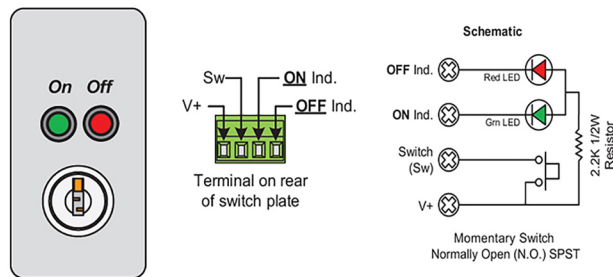 On Off
Sw
ON Ind.
V+
OFF Ind.
Terminal on rear
of switch plate
Schematic
OFF Ind.
Red LED
ON Ind.
Grn LED
Switch
(Sw)
V+
2.2K 1/2W
Resistor
Momentary Switch
Normally Open (N.O.) SPST